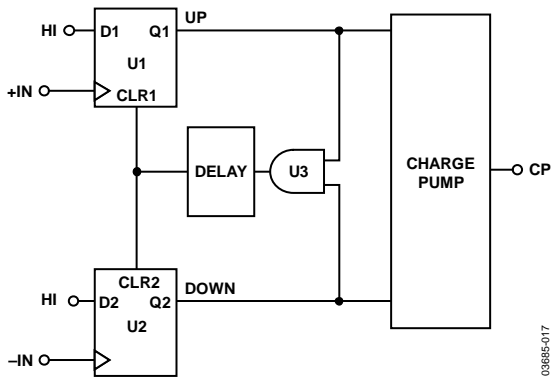 UP
HI D1 Q1
U1
+IN
CLR1
DELAY
U3
CHARGE
PUMP
CP
CLR2
DOWN
HI D2 Q2
U2
–IN
03685-017